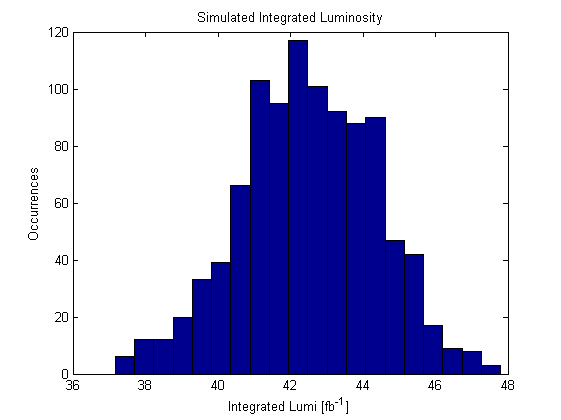 Simulated Integrated Luminosity
120
100
80
60
40
20
0
Occurrences
36 38 40 42 44 46 48
Integrated Lumi [fb⁻¹]